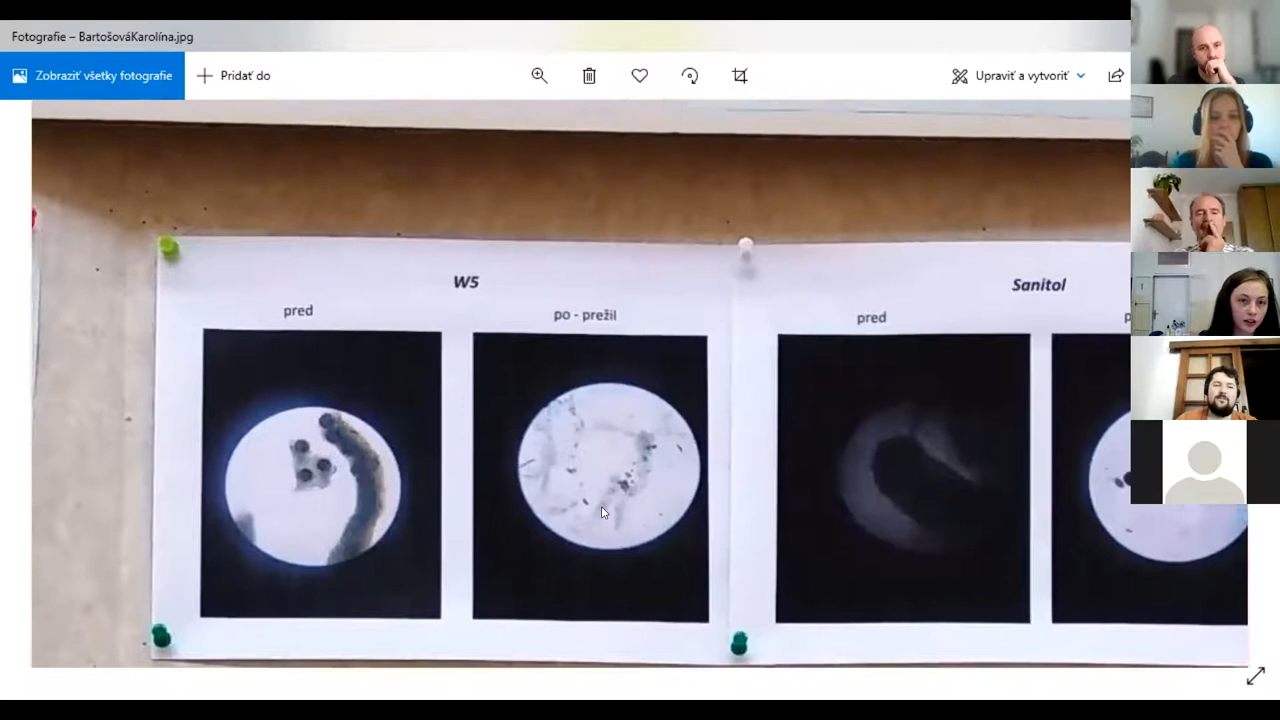 Fotografie – BartošováKarolína.jpg
Zobraziť všetky fotografie
Pridať do
Upraviť a vytvoriť
W5
Sanitol
pred
po - prežil
pred